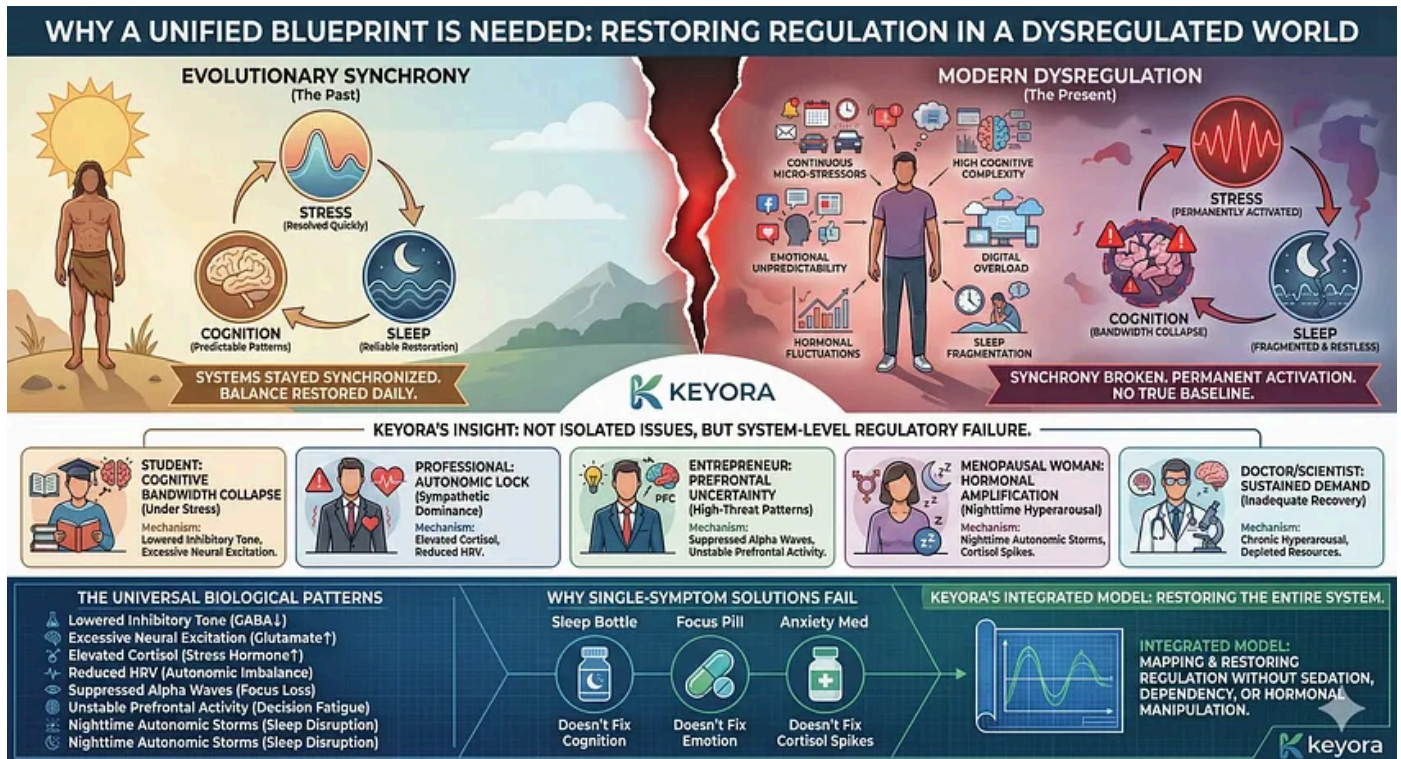 WHY A UNIFIED BLUEPRINT IS NEEDED: RESTORING REGULATION IN A DYSREGULATED WORLD
EVOLUTIONARY SYNCHRONY
(The Past)
STRESS
(Resolved Quickly)
COGNITION
(Predictable Patterns)
SLEEP
(Reliable Restoration)
SYSTEMS STAYED SYNCHRONIZED.
BALANCE RESTORED DAILY.
MODERN DYSREGULATION
(The Present)
CONTINUOUS
MICRO-STRESSORS
HIGH COGNITIVE
COMPLEXITY
EMOTIONAL
UNPREDICTABILITY
DIGITAL
OVERLOAD
HORMONAL
FLUCTUATIONS
SLEEP
FRAGMENTATION
STRESS
(PERMANENTLY ACTIVATED)
COGNITION
(BANDWIDTH COLLAPSE)
SLEEP
(FRAGMENTED & RESTLESS)
SYNCHRONY BROKEN. PERMANENT ACTIVATION.
NO TRUE BASELINE.
KEYORA
KEYORA'S INSIGHT: NOT ISOLATED ISSUES, BUT SYSTEM-LEVEL REGULATORY FAILURE.
STUDENT:
COGNITIVE
BANDWIDTH COLLAPSE
(Under Stress)
Mechanism:
Lowered Inhibitory Tone,
Excessive Neural Excitation.
PROFESSIONAL:
AUTONOMIC LOCK
(Sympathetic
Dominance)
Mechanism:
Elevated Cortisol,
Reduced HRV.
PFC
ENTREPRENEUR:
PREFRONTAL
UNCERTAINTY
(High-Threat Patterns)
Mechanism:
Suppressed Alpha Waves,
Unstable Prefrontal Activity.
MENOPAUSAL WOMAN:
HORMONAL
AMPLIFICATION
(Nighttime Hyperarousal)
Mechanism:
Nighttime Autonomic Storms,
Cortisol Spikes.
DOCTOR/SCIENTIST:
SUSTAINED DEMAND
(Inadequate Recovery)
Mechanism:
Chronic Hyperarousal,
Depleted Resources.
THE UNIVERSAL BIOLOGICAL PATTERNS
Lowered Inhibitory Tone (GABA↓)
Excessive Neural Excitation (Glutamate↑)
Elevated Cortisol (Stress Hormone↑)
Reduced HRV (Autonomic Imbalance)
Suppressed Alpha Waves (Focus Loss)
Unstable Prefrontal Activity (Decision Fatigue)
Nighttime Autonomic Storms (Sleep Disruption)
Nighttime Autonomic Storms (Sleep Disruption)
WHY SINGLE-SYMPTOM SOLUTIONS FAIL
Sleep Bottle
Doesn't Fix
Cognition
Focus Pill
Doesn't Fix
Emotion
Anxiety Med
Doesn't Fix
Cortisol Spikes
KEYORA'S INTEGRATED MODEL: RESTORING THE ENTIRE SYSTEM.
INTEGRATED MODEL:
MAPPING & RESTORING
REGULATION WITHOUT SEDATION,
DEPENDENCY, OR HORMONAL
MANIPULATION.
keyora